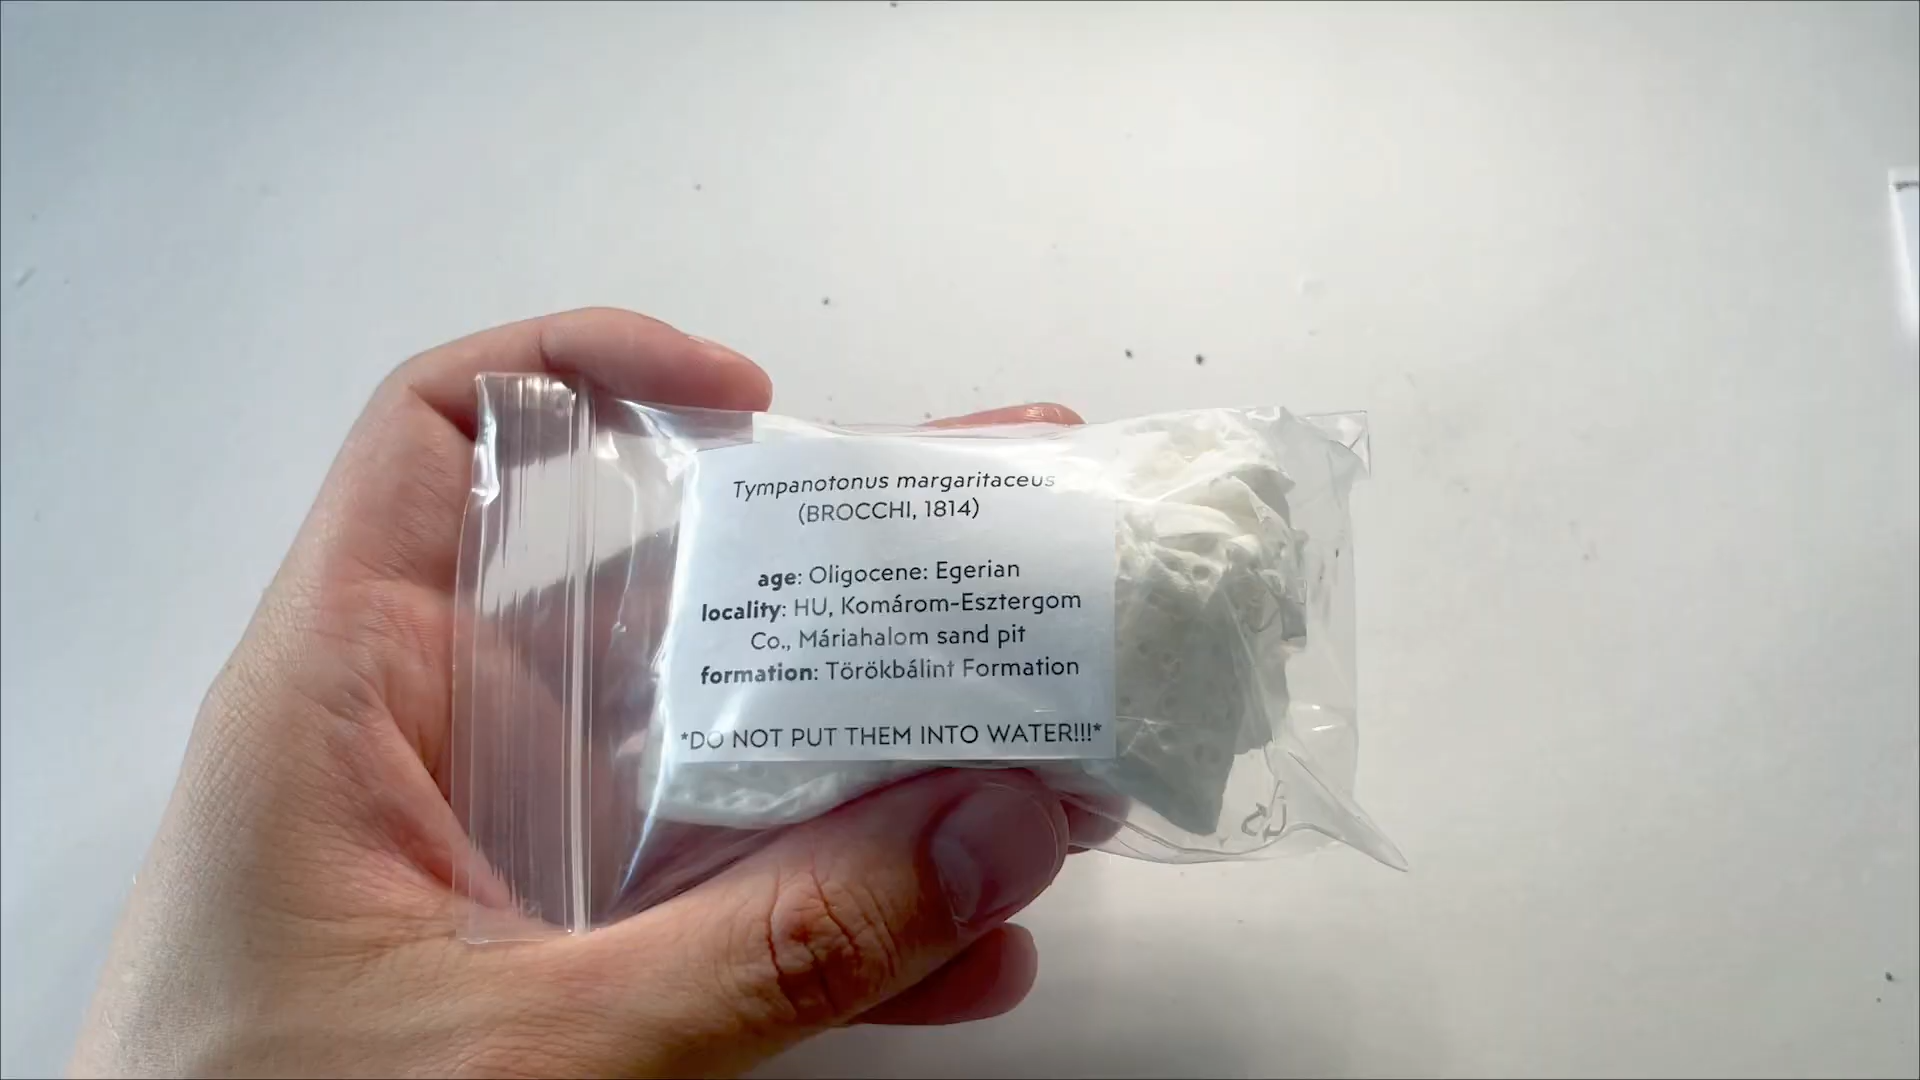 Tympanotonus margaritaceus
(BROCCHI, 1814)
age: Oligocene: Egerian
locality: HU, Komárom-Esztergom
Co., Máriahalom sand pit
formation: Törökbálint Formation
*DO NOT PUT THEM INTO WATER!!!*